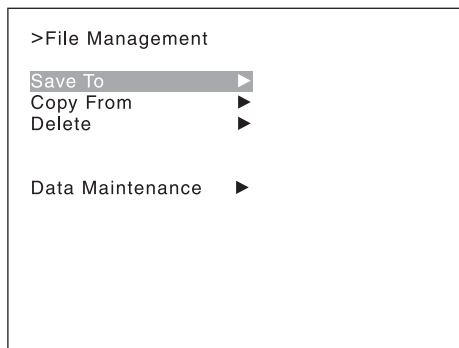 >File Management
Save To ▶
Copy From ▶
Delete ▶
Data Maintenance ▶